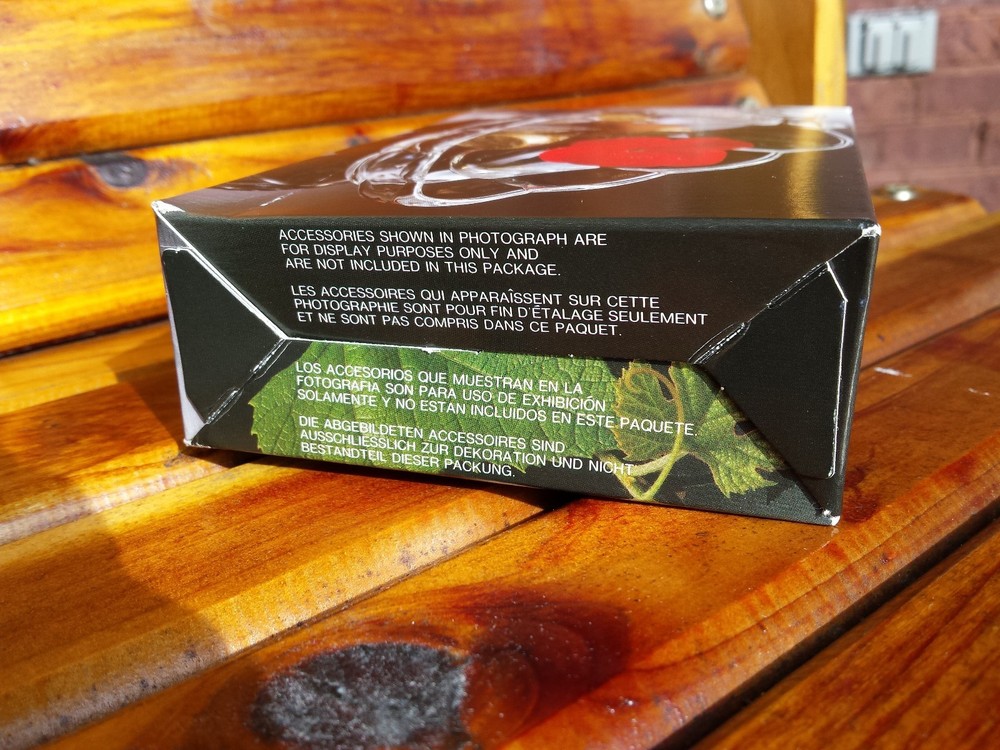 ACCESSORIES SHOWN IN PHOTOGRAPH ARE
FOR DISPLAY PURPOSES ONLY AND
ARE NOT INCLUDED IN THIS PACKAGE.
LES ACCESSOIRES QUI APPARAÎSSENT SUR CETTE
PHOTOGRAPHIE SONT POUR FIN D'ÉTALAGE SEULEMENT
ET NE SONT PAS COMPRIS DANS CE PAQUET.
LOS ACCESORIOS QUE MUESTRAN EN LA
FOTOGRAFIA SON PARA USO DE EXHIBICIÓN
SOLAMENTE Y NO ESTAN INCLUIDOS EN ESTE PAQUETE.
DIE ABGEBILDETEN ACCESSOIRES SIND
AUSSCHLIESSLICH ZUR DEKORATION UND NICHT
BESTANDTEIL DIESER PACKUNG.